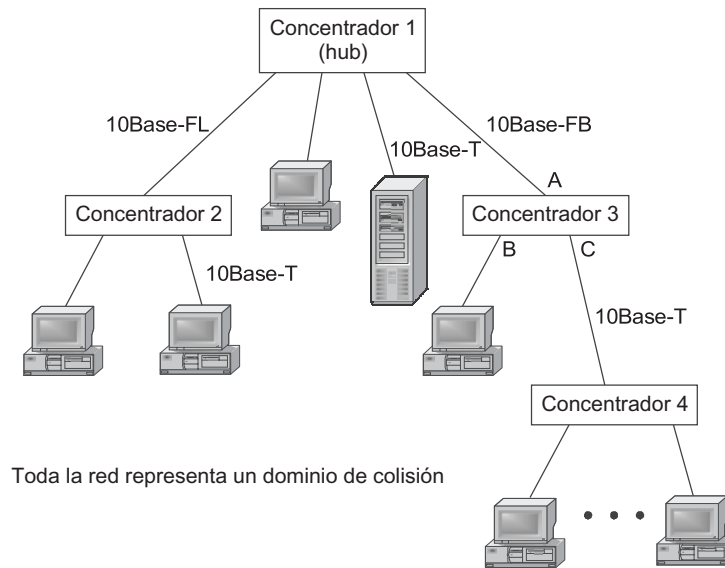 Concentrador 1
(hub)
10Base-FL
10Base-FB
10Base-T
A
Concentrador 2
Concentrador 3
B
C
10Base-T
10Base-T
Concentrador 4
Toda la red representa un dominio de colisión